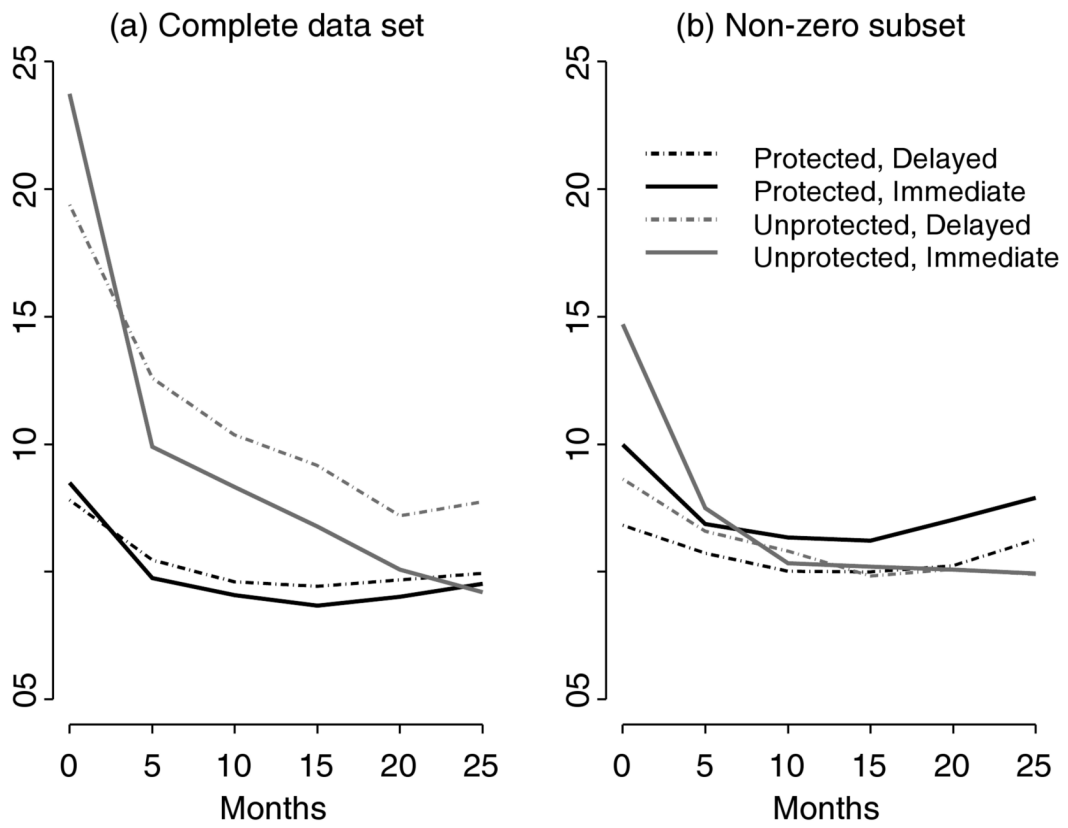 (a) Complete data set
(b) Non-zero subset
25
20
15
10
05
25
20
15
10
05
Protected, Delayed
Protected, Immediate
Unprotected, Delayed
Unprotected, Immediate
0 5 10 15 20 25
Months
0 5 10 15 20 25
Months